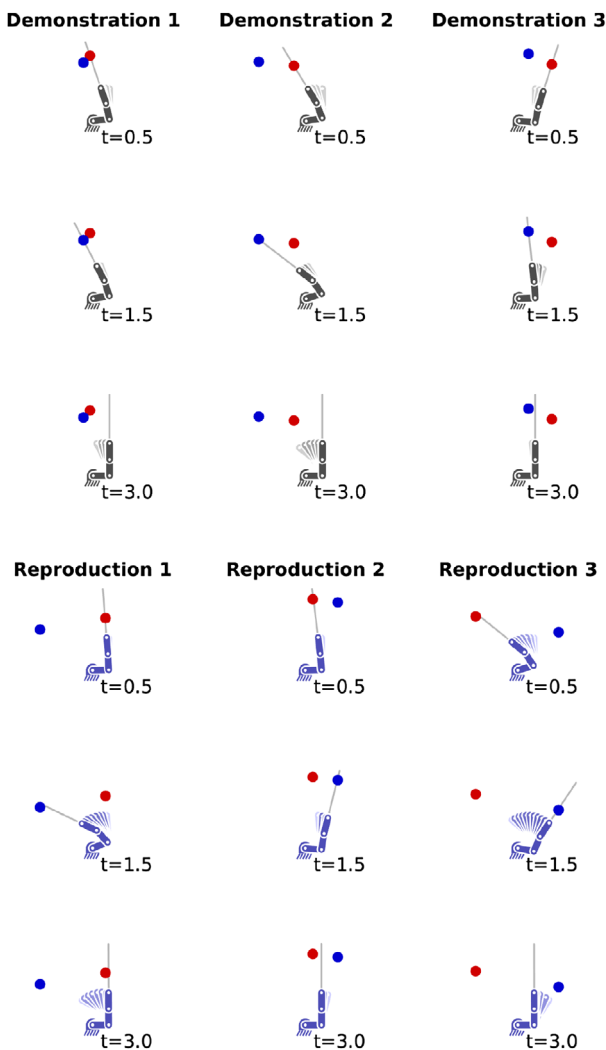 Demonstration 1 Demonstration 2 Demonstration 3
t=0.5 t=0.5 t=0.5
t=1.5 t=1.5 t=1.5
t=3.0 t=3.0 t=3.0
Reproduction 1 Reproduction 2 Reproduction 3
t=0.5 t=0.5 t=0.5
t=1.5 t=1.5 t=1.5
t=3.0 t=3.0 t=3.0